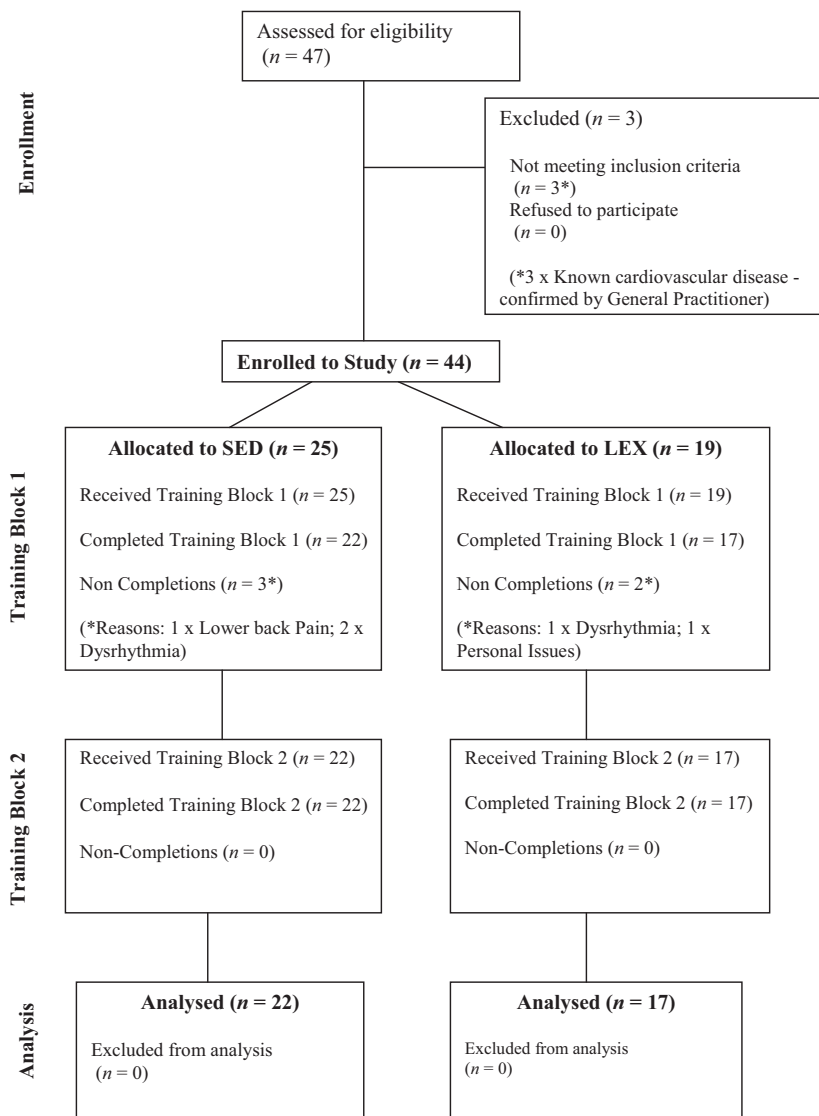 Assessed for eligibility
(n = 47)
Enrollment
Excluded (n = 3)
Not meeting inclusion criteria
(n = 3*)
Refused to participate
(n = 0)
(*3 x Known cardiovascular disease -
confirmed by General Practitioner)
Enrolled to Study (n = 44)
Training Block 1
Allocated to SED (n = 25)
Received Training Block 1 (n = 25)
Completed Training Block 1 (n = 22)
Non Completions (n = 3*)
(*Reasons: 1 x Lower back Pain; 2 x
Dysrhythmia)
Allocated to LEX (n = 19)
Received Training Block 1 (n = 19)
Completed Training Block 1 (n = 17)
Non Completions (n = 2*)
(*Reasons: 1 x Dysrhythmia; 1 x
Personal Issues)
Training Block 2
Received Training Block 2 (n = 22)
Completed Training Block 2 (n = 22)
Non-Completions (n = 0)
Received Training Block 2 (n = 17)
Completed Training Block 2 (n = 17)
Non-Completions (n = 0)
Analysis
Analysed (n = 22)
Excluded from analysis
(n = 0)
Analysed (n = 17)
Excluded from analysis
(n = 0)